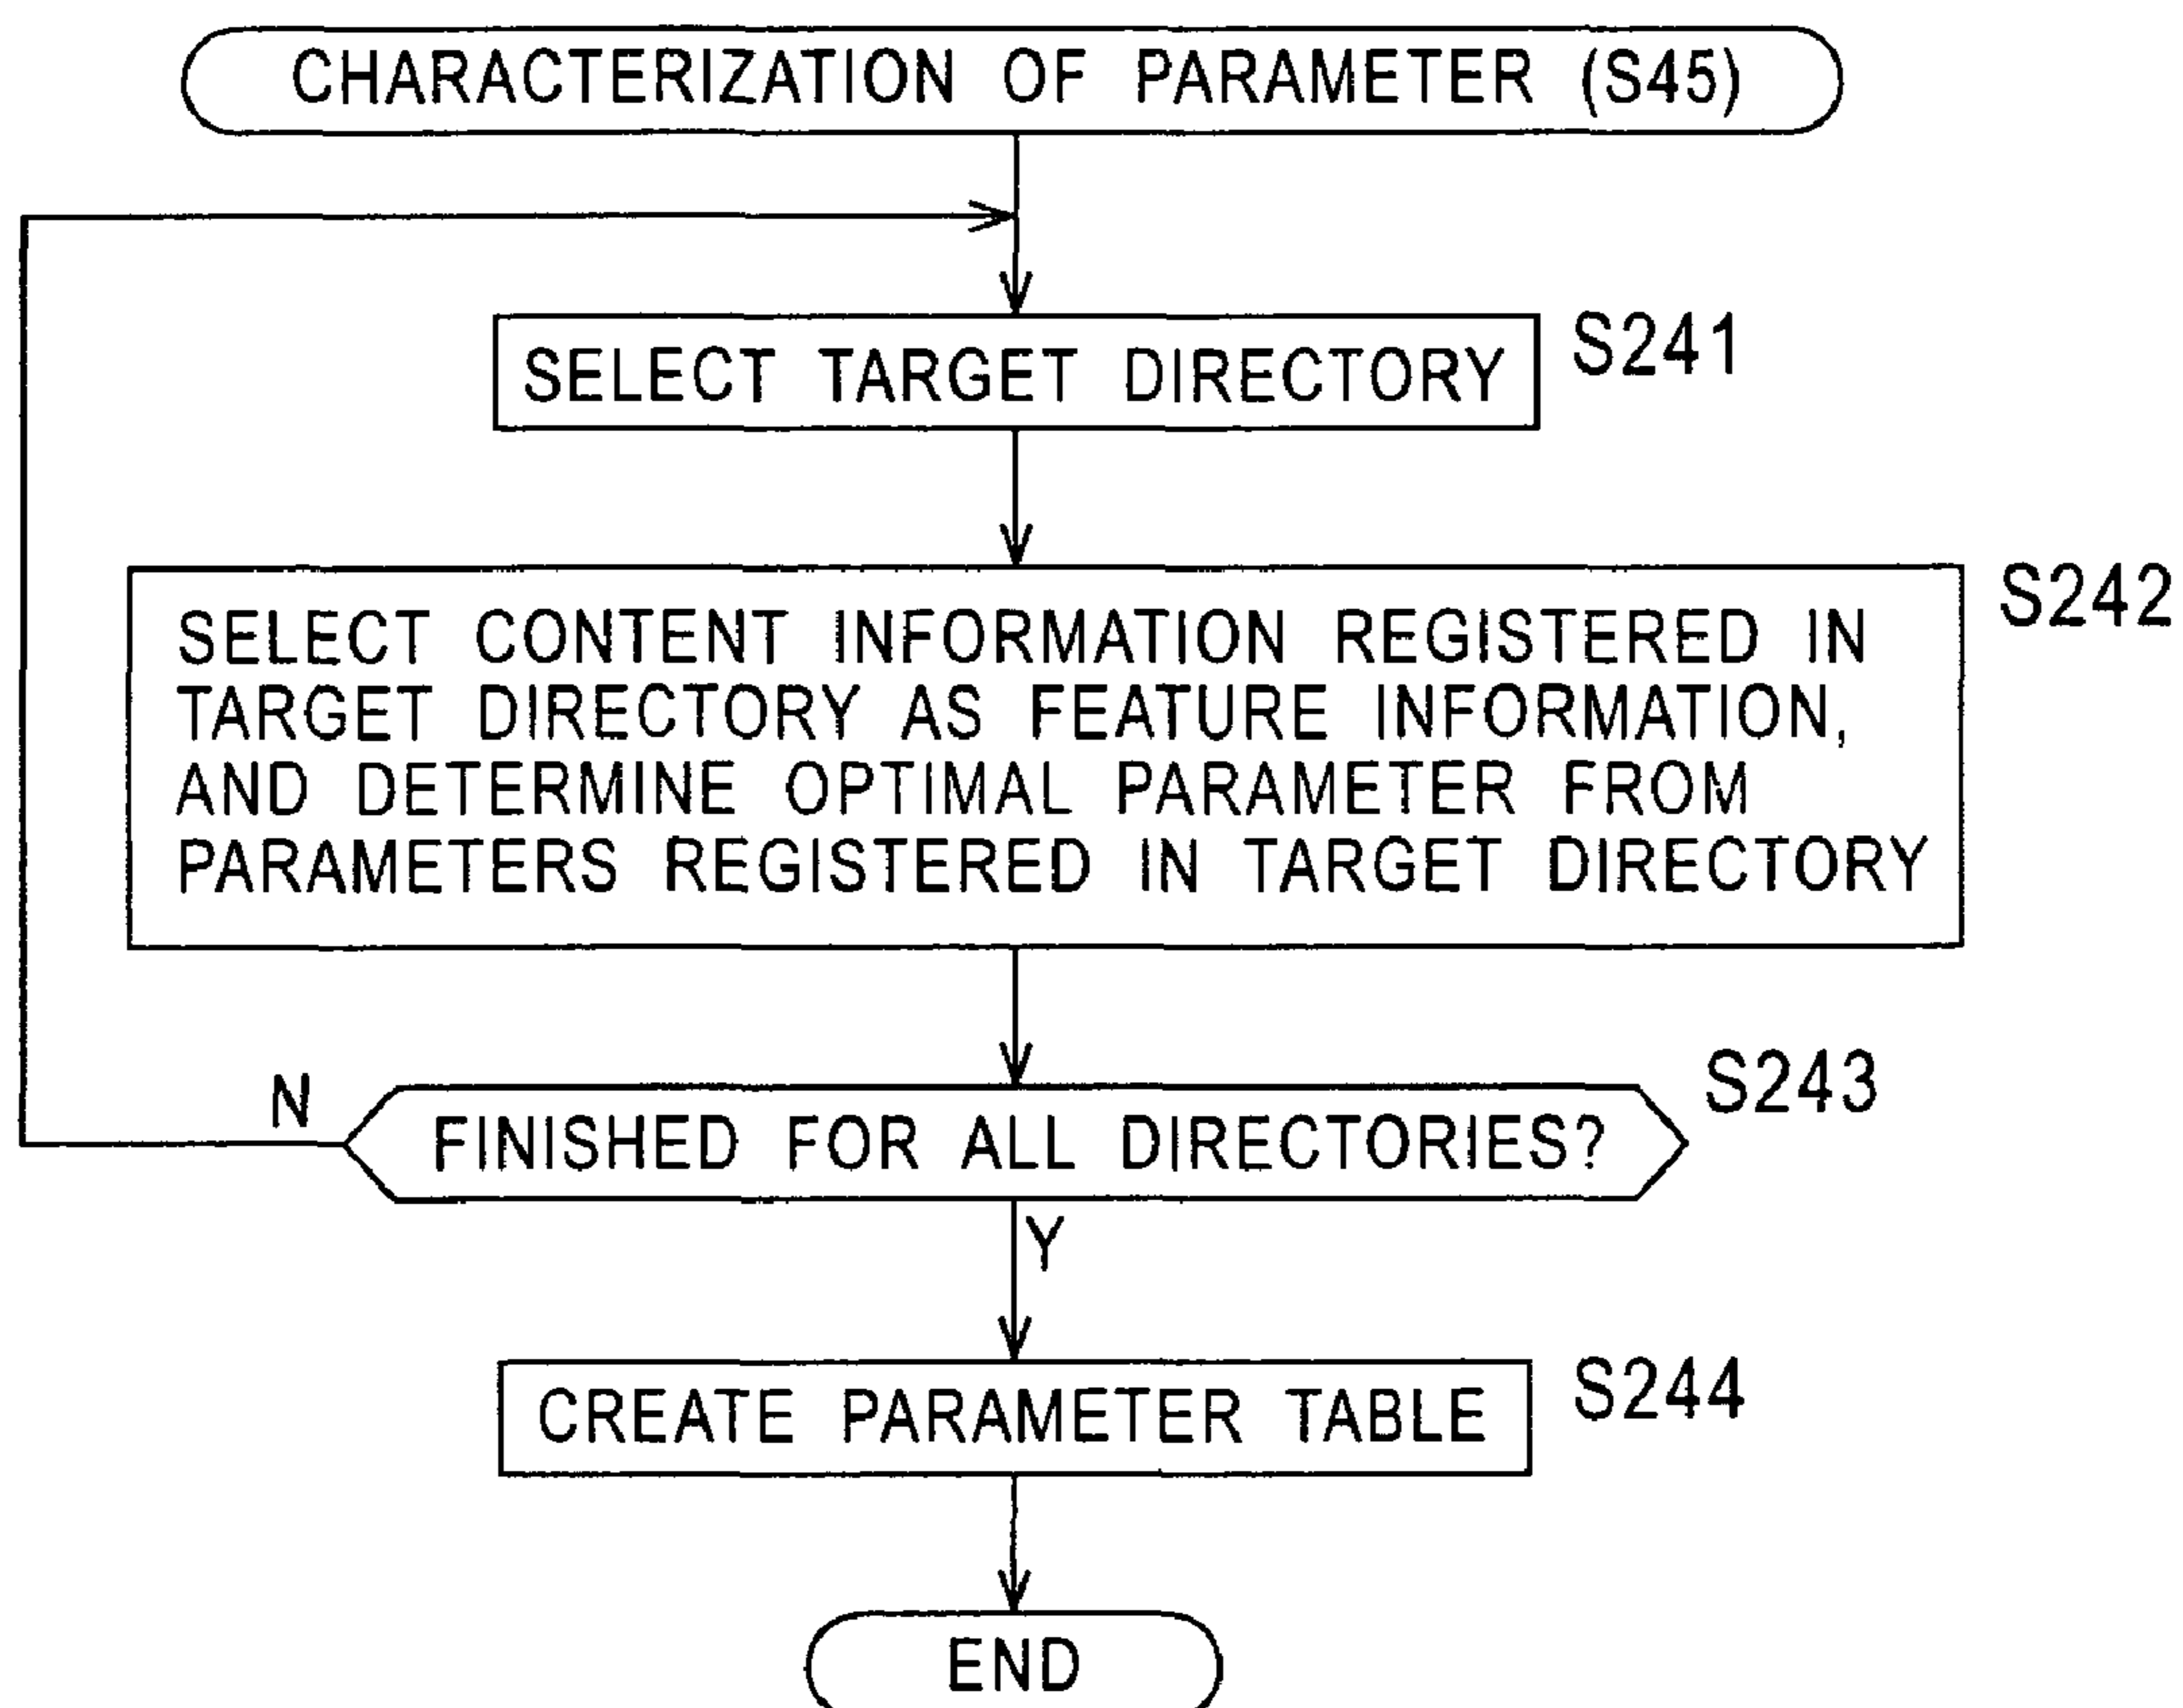 CHARACTERIZATION OF PARAMETER (S45)
SELECT TARGET DIRECTORY
S241
SELECT CONTENT INFORMATION REGISTERED IN
TARGET DIRECTORY AS FEATURE INFORMATION,
AND DETERMINE OPTIMAL PARAMETER FROM
PARAMETERS REGISTERED IN TARGET DIRECTORY
S242
N
FINISHED FOR ALL DIRECTORIES?
S243
Y
CREATE PARAMETER TABLE
S244
END